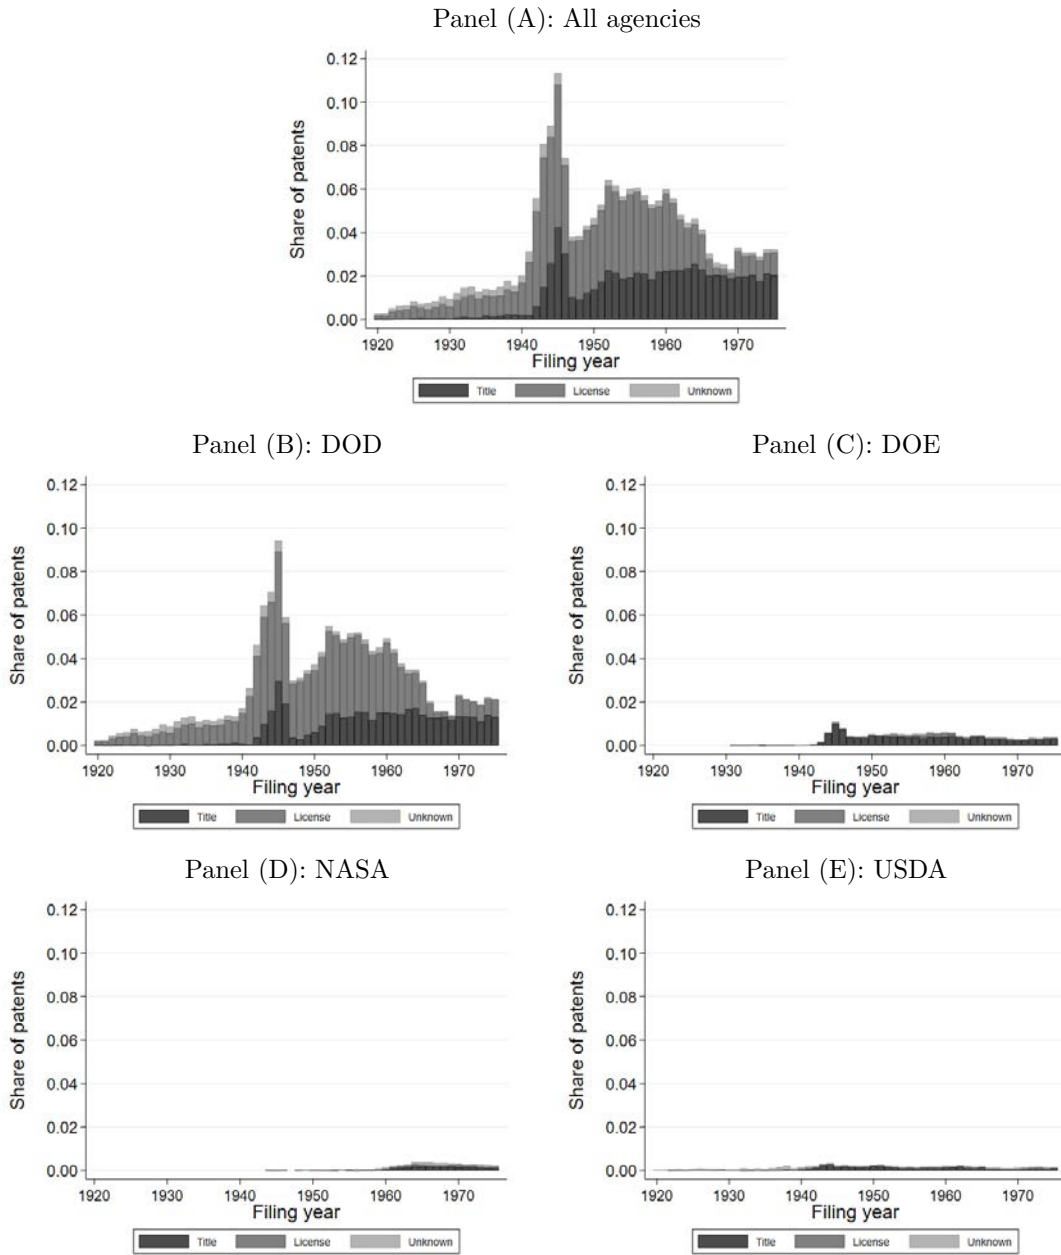 Panel (A): All agencies
0.12
0.10
0.08
0.06
0.04
0.02
0.00
Share of patents
1920 1930 1940 1950 1960 1970
Filing year
Title License Unknown
Panel (B): DOD
0.12
0.10
0.08
0.06
0.04
0.02
0.00
Share of patents
1920 1930 1940 1950 1960 1970
Filing year
Title License Unknown
Panel (C): DOE
0.12
0.10
0.08
0.06
0.04
0.02
0.00
Share of patents
1920 1930 1940 1950 1960 1970
Filing year
Title License Unknown
Panel (D): NASA
0.12
0.10
0.08
0.06
0.04
0.02
0.00
Share of patents
1920 1930 1940 1950 1960 1970
Filing year
Title License Unknown
Panel (E): USDA
0.12
0.10
0.08
0.06
0.04
0.02
0.00
Share of patents
1920 1930 1940 1950 1960 1970
Filing year
Title License Unknown